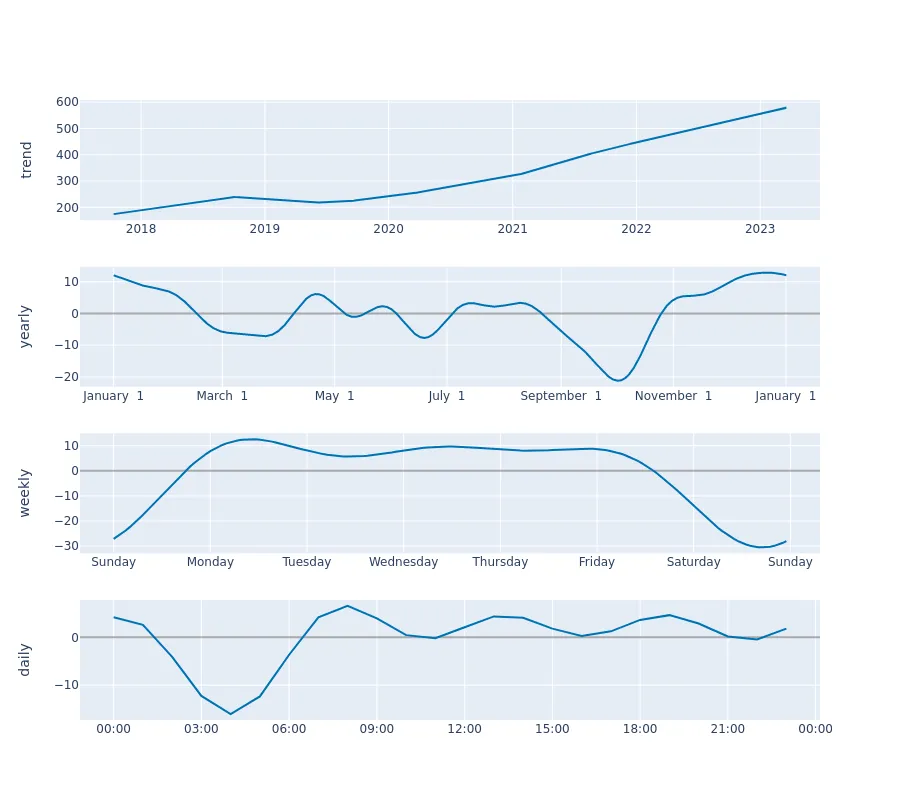 trend
600
500
400
300
200
2018 2019 2020 2021 2022 2023
yearly
10
0
−10
−20
January 1 March 1 May 1 July 1 September 1 November 1 January 1
weekly
10
0
−10
−20
−30
Sunday Monday Tuesday Wednesday Thursday Friday Saturday Sunday
daily
0
−10
00:00 03:00 06:00 09:00 12:00 15:00 18:00 21:00 00:00